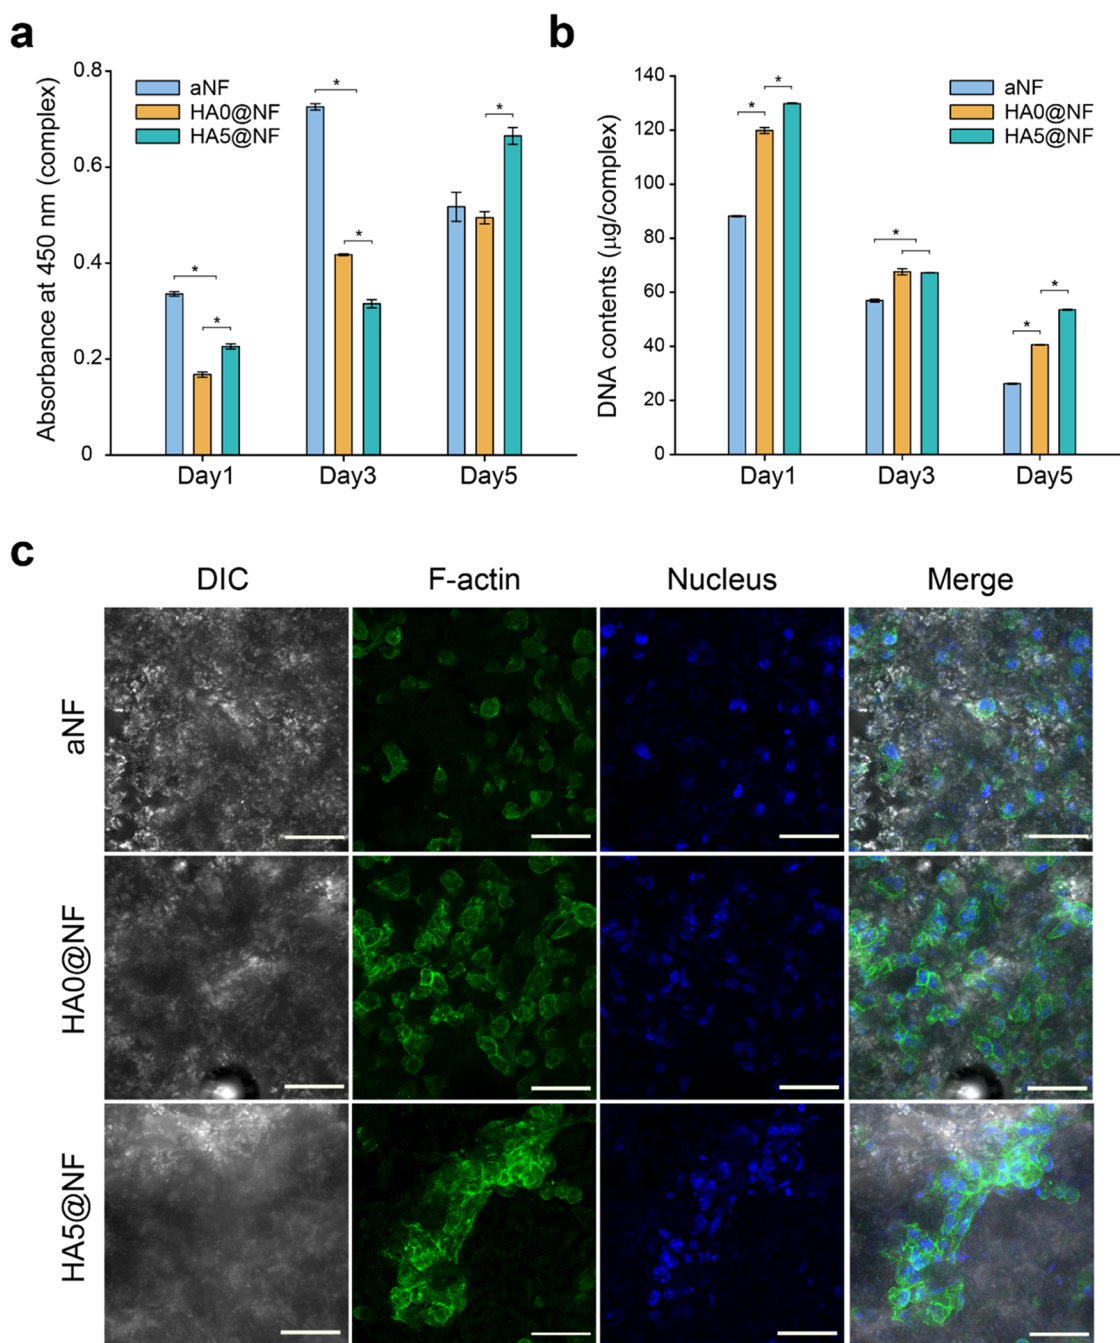 a
Absorbance at 450 nm (complex)
0.8
0.6
0.4
0.2
0
aNF
HA0@NF
HA5@NF
*
*
*
*
*
Day1
Day3
Day5
b
DNA contents (µg/complex)
140
120
100
80
60
40
20
0
aNF
HA0@NF
HA5@NF
*
*
*
*
*
Day1
Day3
Day5
c
DIC
F-actin
Nucleus
Merge
aNF
HA0@NF
HA5@NF